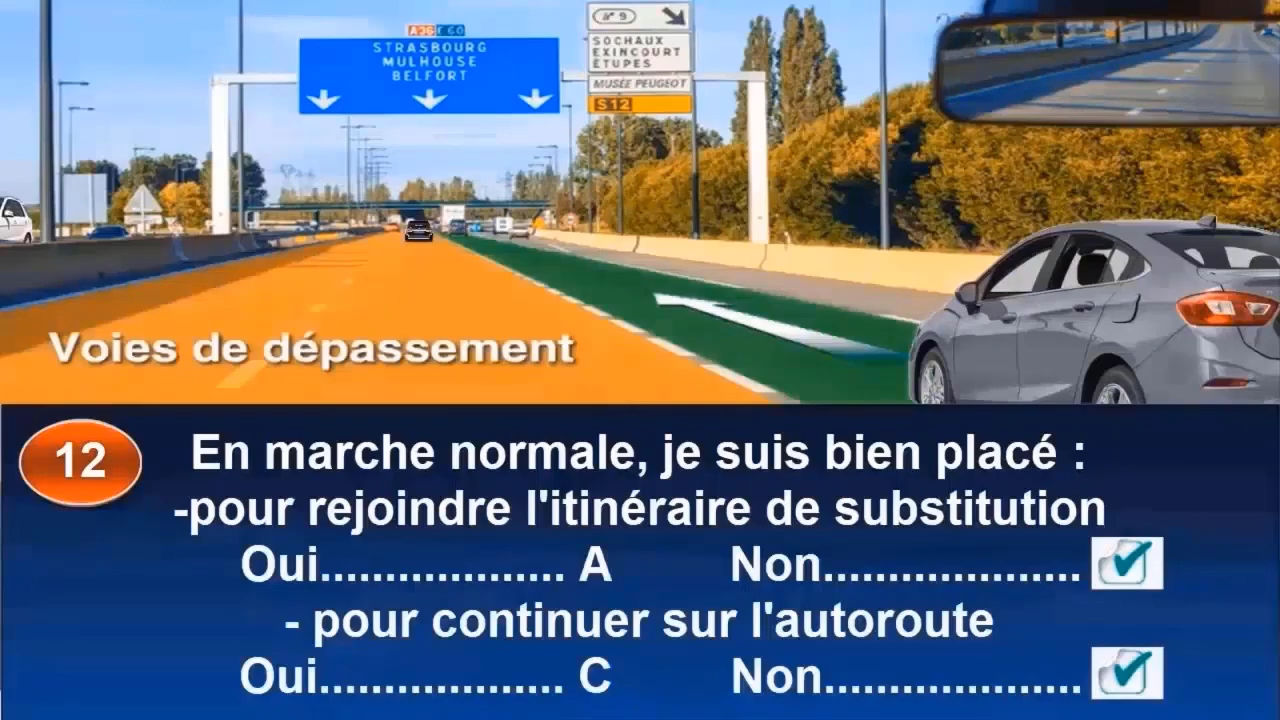 A36 E 60
STRASBOURG
MULHOUSE
BELFORT
n° 9
SOCHAUX
EXINCOURT
ETUPES
MUSÉE PEUGEOT
S12
Voies de dépassement
12
En marche normale, je suis bien placé :
-pour rejoindre l'itinéraire de substitution
Oui................... A Non....................
- pour continuer sur l'autoroute
Oui................... C Non....................